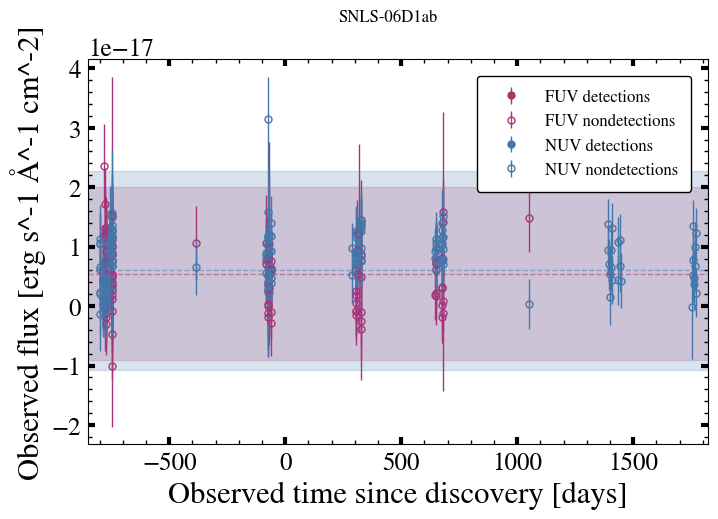 SNLS-06D1ab
1e−17
Observed flux [erg s^-1 Å^-1 cm^-2]
4
3
2
1
0
−1
−2
FUV detections
FUV nondetections
NUV detections
NUV nondetections
−500 0 500 1000 1500
Observed time since discovery [days]